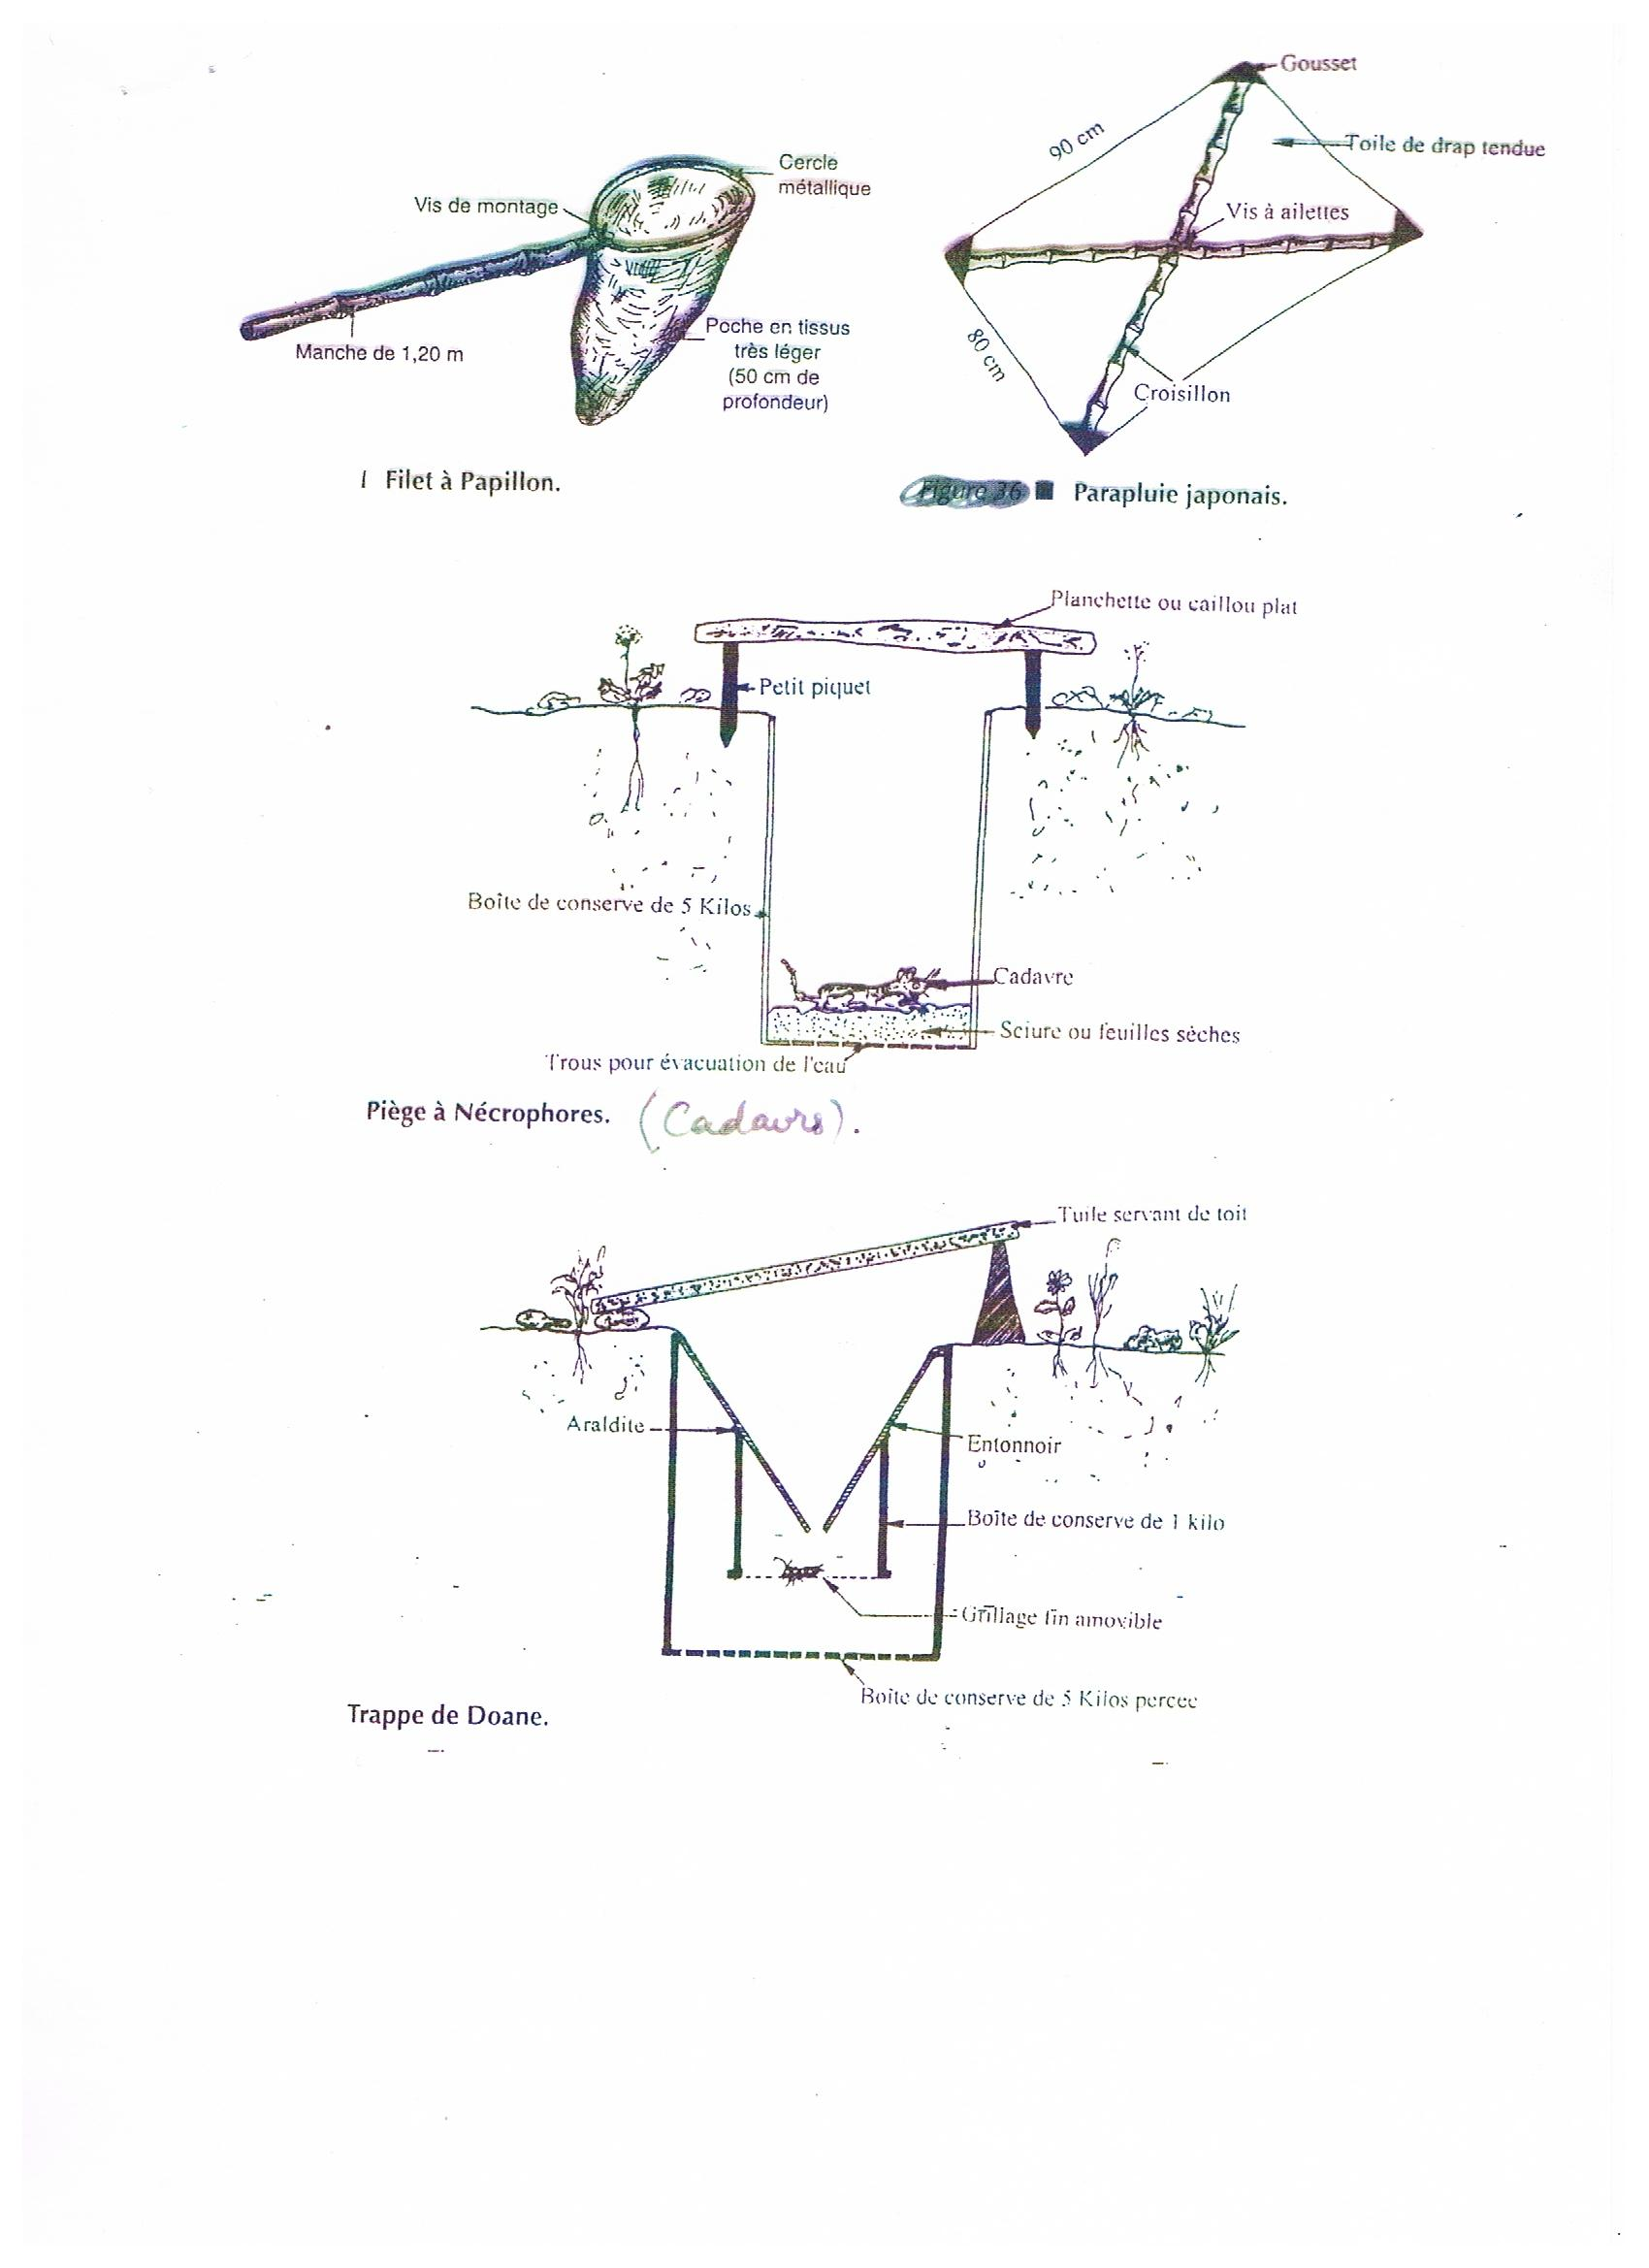 Gousset
90 cm
Toile de drap tendue
Cercle
métallique
Vis de montage
Vis à ailettes
Poche en tissus
très léger
(50 cm de
profondeur)
Manche de 1,20 m
80 cm
Croisillon
Filet à Papillon.
Figure 36 ■ Parapluie japonais.
Planchette ou caillou plat
Petit piquet
Boîte de conserve de 5 Kilos
Cadavre
Sciure ou feuilles sèches
Trous pour évacuation de l'eau
Piège à Nécrophores. (Cadavrs).
Tuile servant de toit
Araldite
Entonnoir
Boîte de conserve de 1 kilo
Grillage fin amovible
Boîte de conserve de 5 Kilos percée
Trappe de Doane.